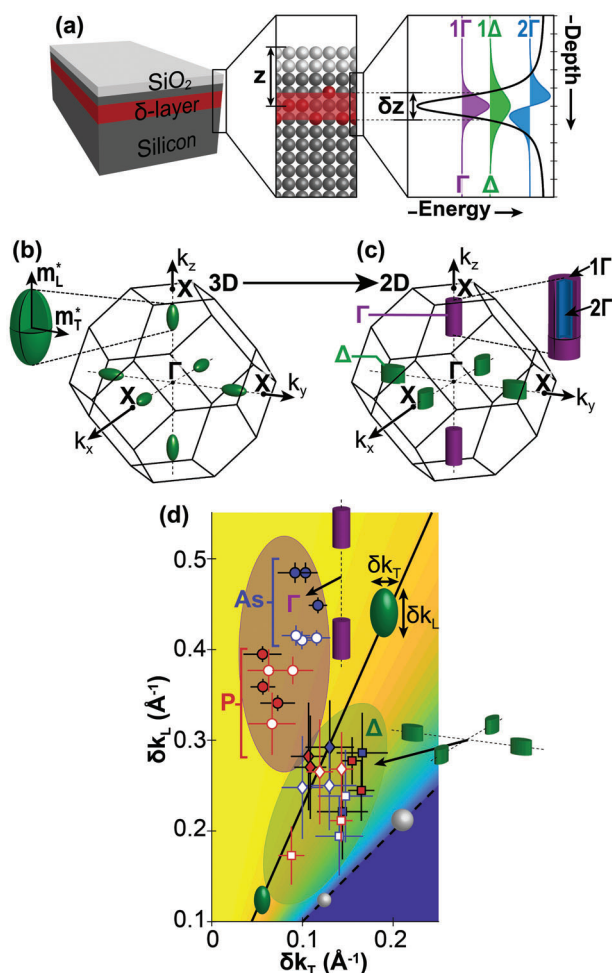 (a)
SiO₂
δ-layer
Silicon
z
δz
1Γ
1Δ
2Γ
Γ
Δ
Energy
Depth
(b)
m*L
m*T
kz
X
3D
Γ
X
ky
X
kx
(c)
2D
kz
X
1Γ
2Γ
Γ
Δ
Γ
X
ky
X
kx
(d)
0.5
0.4
0.3
0.2
0.1
δkL (Å⁻¹)
As
P
Γ
Δ
δkT
δkL
0
0.1
0.2
δkT (Å⁻¹)